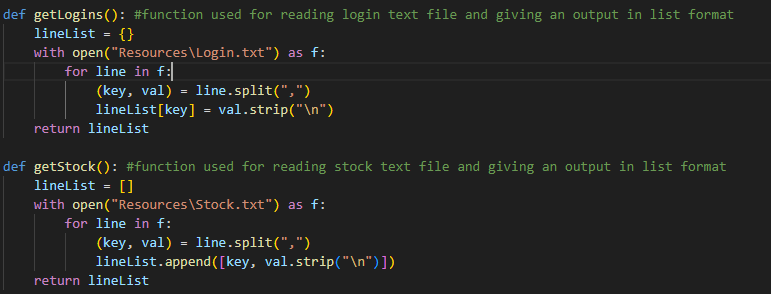 def getLogins(): #function used for reading login text file and giving an output in list format
    lineList = {}
    with open("Resources\Login.txt") as f:
        for line in f:
            (key, val) = line.split(",")
            lineList[key] = val.strip("\n")
    return lineList

def getStock(): #function used for reading stock text file and giving an output in list format
    lineList = []
    with open("Resources\Stock.txt") as f:
        for line in f:
            (key, val) = line.split(",")
            lineList.append([key, val.strip("\n")])
    return lineList